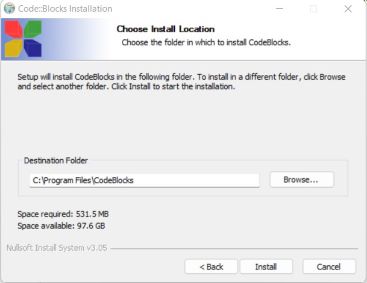 Code::Blocks Installation
Choose Install Location
Choose the folder in which to install CodeBlocks.
Setup will install CodeBlocks in the following folder. To install in a different folder, click Browse
and select another folder. Click Install to start the installation.
Destination Folder
C:\Program Files\CodeBlocks
Browse...
Space required: 531.5 MB
Space available: 97.6 GB
Nullsoft Install System v3.05
< Back
Install
Cancel